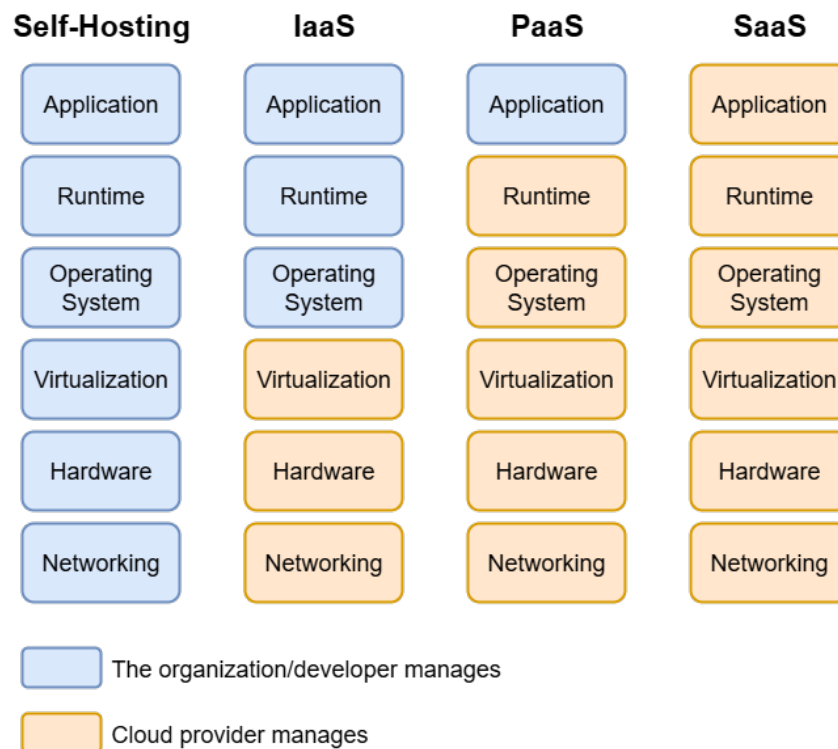 Self-Hosting
IaaS
PaaS
SaaS
Application
Application
Application
Application
Runtime
Runtime
Runtime
Runtime
Operating
System
Operating
System
Operating
System
Operating
System
Virtualization
Virtualization
Virtualization
Virtualization
Hardware
Hardware
Hardware
Hardware
Networking
Networking
Networking
Networking
The organization/developer manages
Cloud provider manages